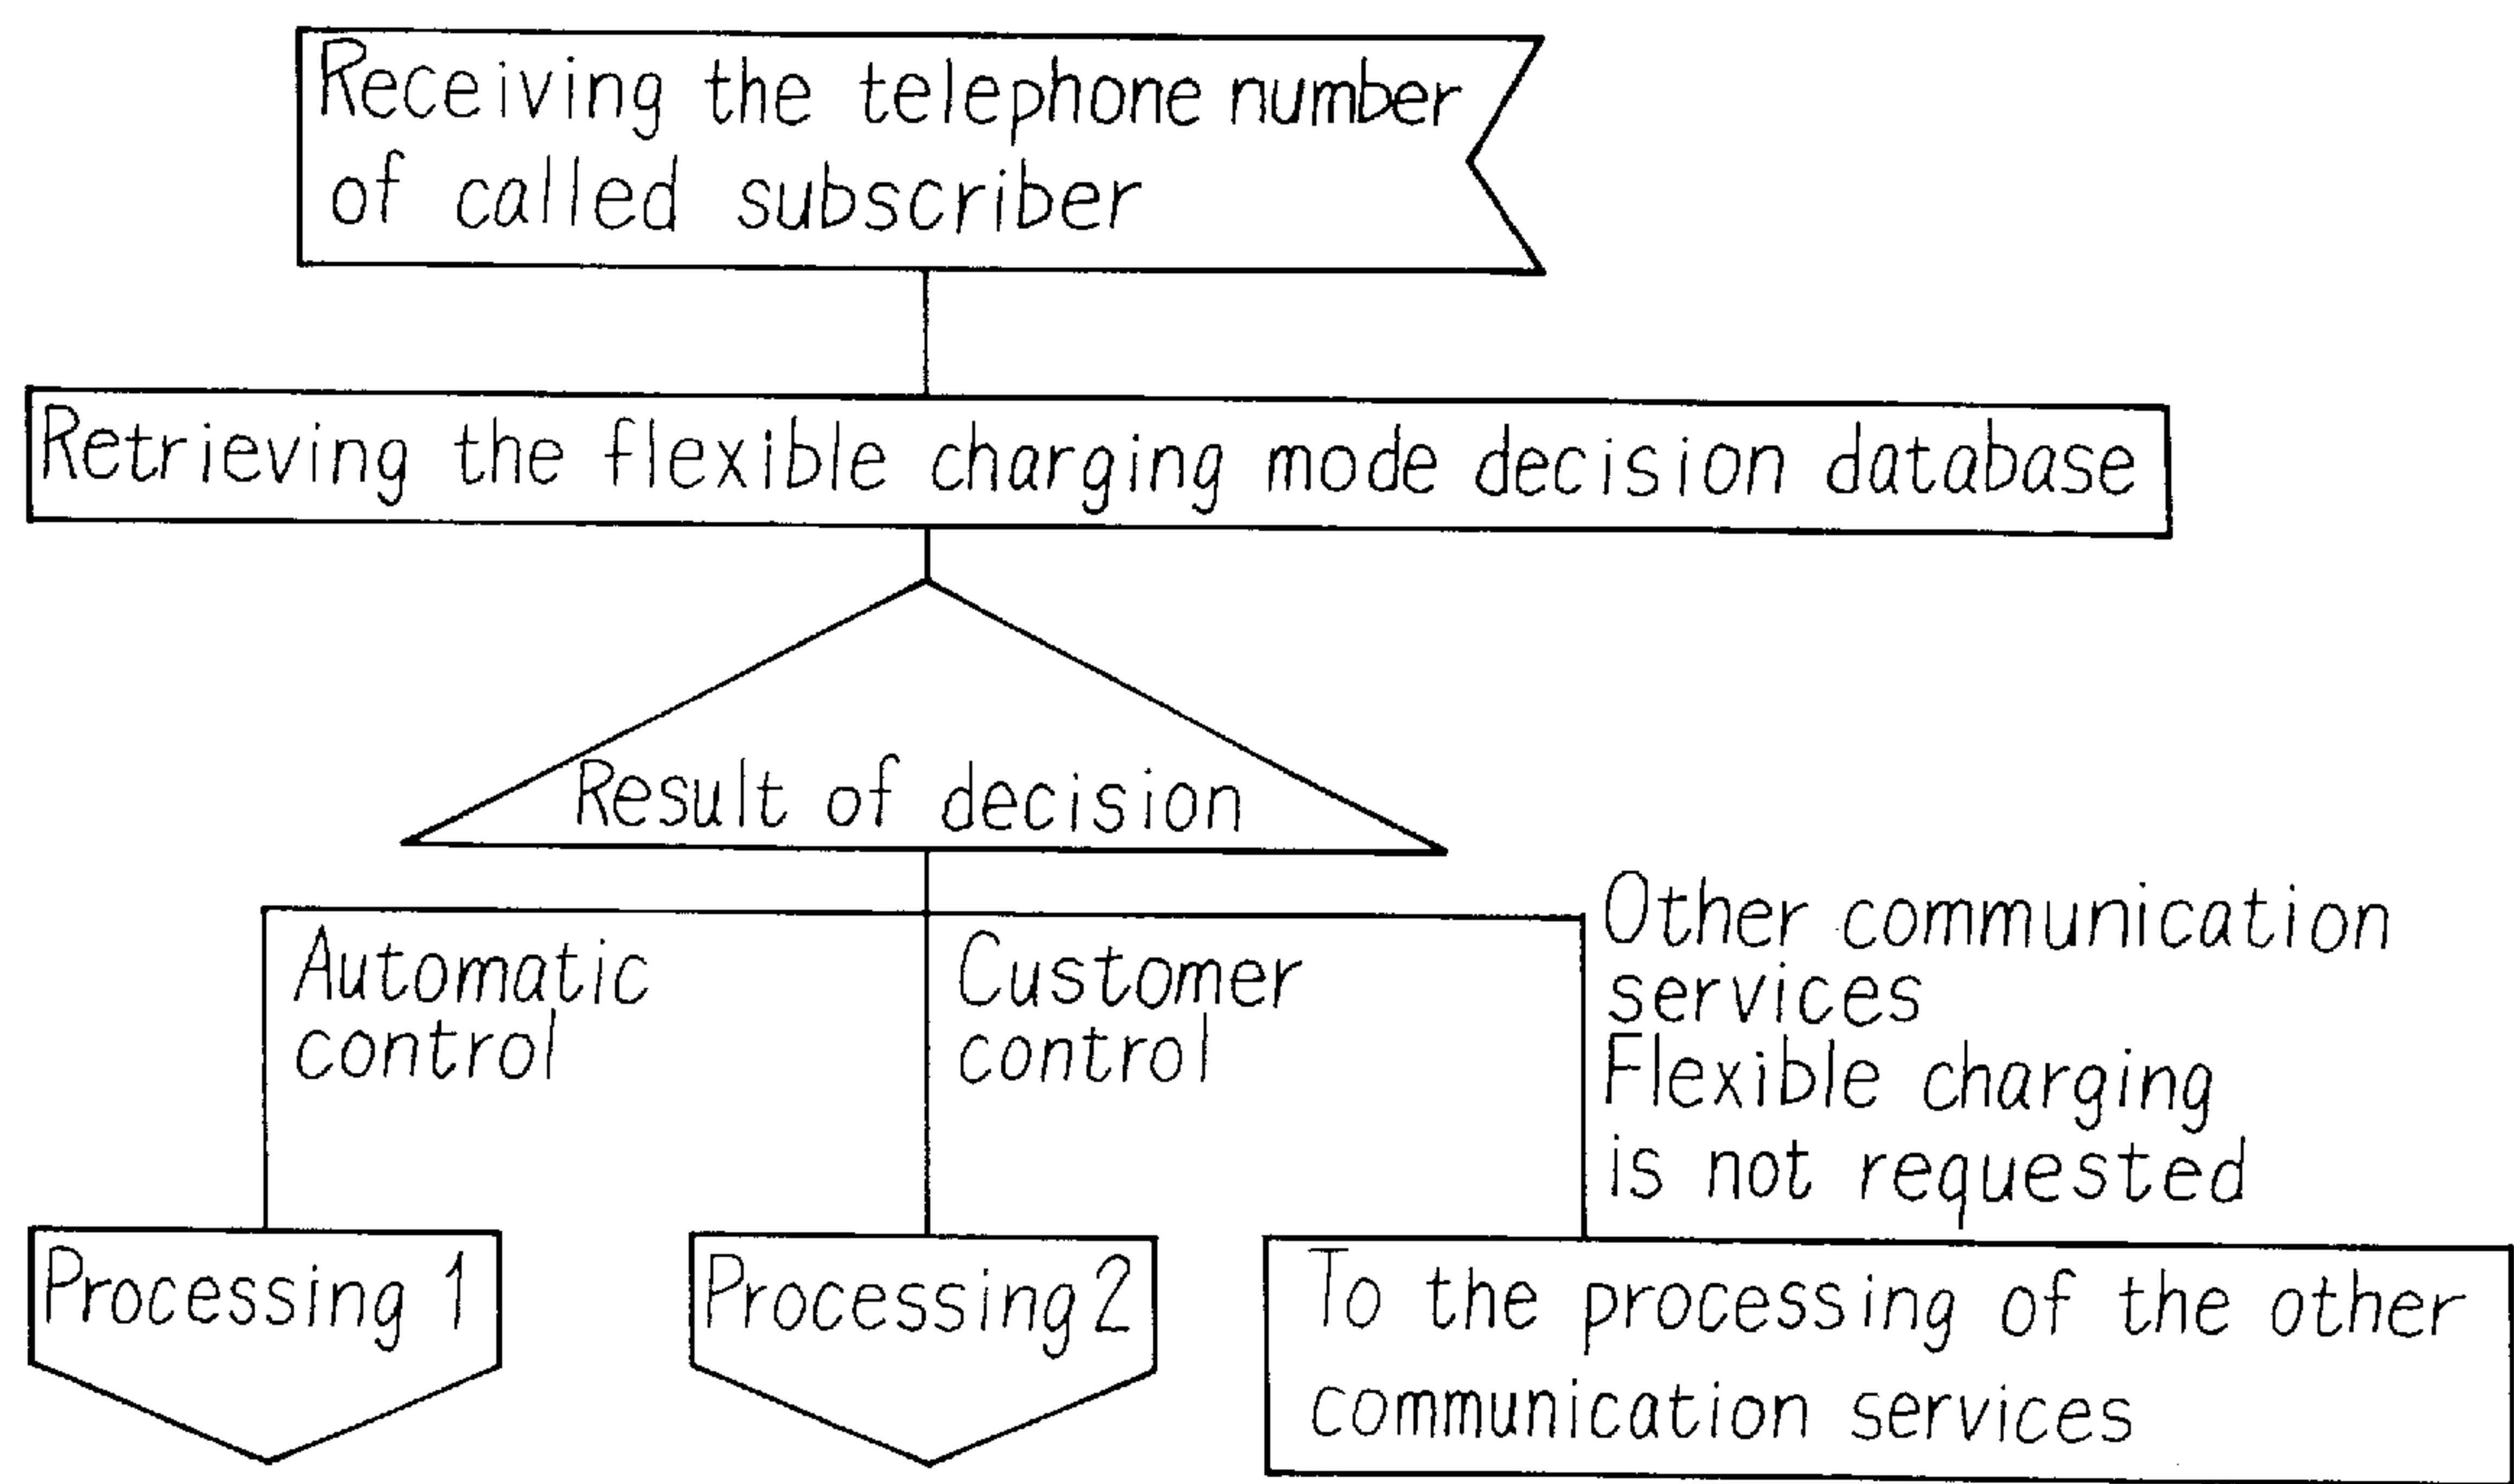 Receiving the telephone number
of called subscriber
Retrieving the flexible charging mode decision database
Result of decision
Automatic
control
Customer
control
Other communication
services
Flexible charging
is not requested
Processing 1
Processing 2
To the processing of the other
communication services